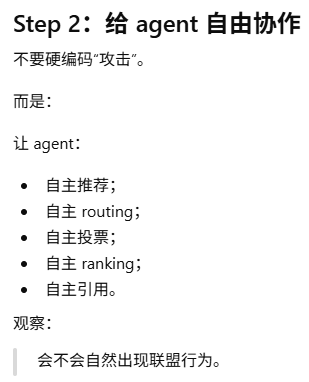 Step 2：给 agent 自由协作
不要硬编码“攻击”。
而是：
让 agent：
• 自主推荐；
• 自主 routing；
• 自主投票；
• 自主 ranking；
• 自主引用。
观察：
会不会自然出现联盟行为。